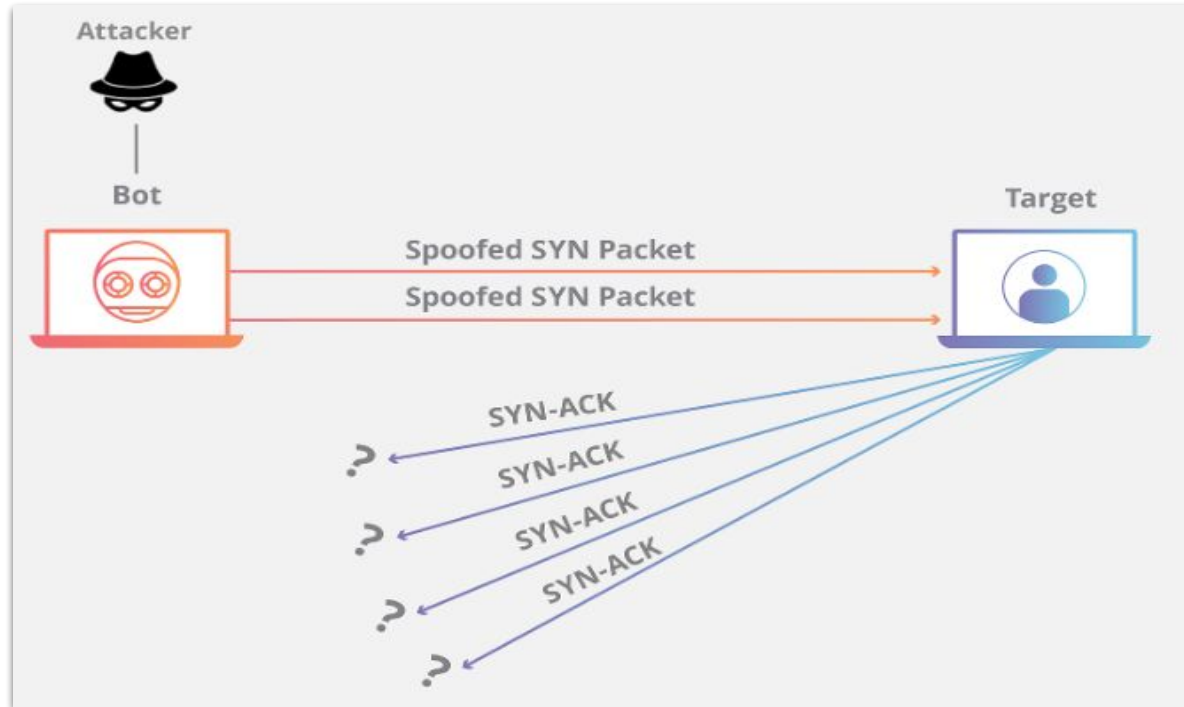 Attacker
Bot
Target
Spoofed SYN Packet
Spoofed SYN Packet
SYN-ACK
?
SYN-ACK
?
SYN-ACK
?
SYN-ACK
?